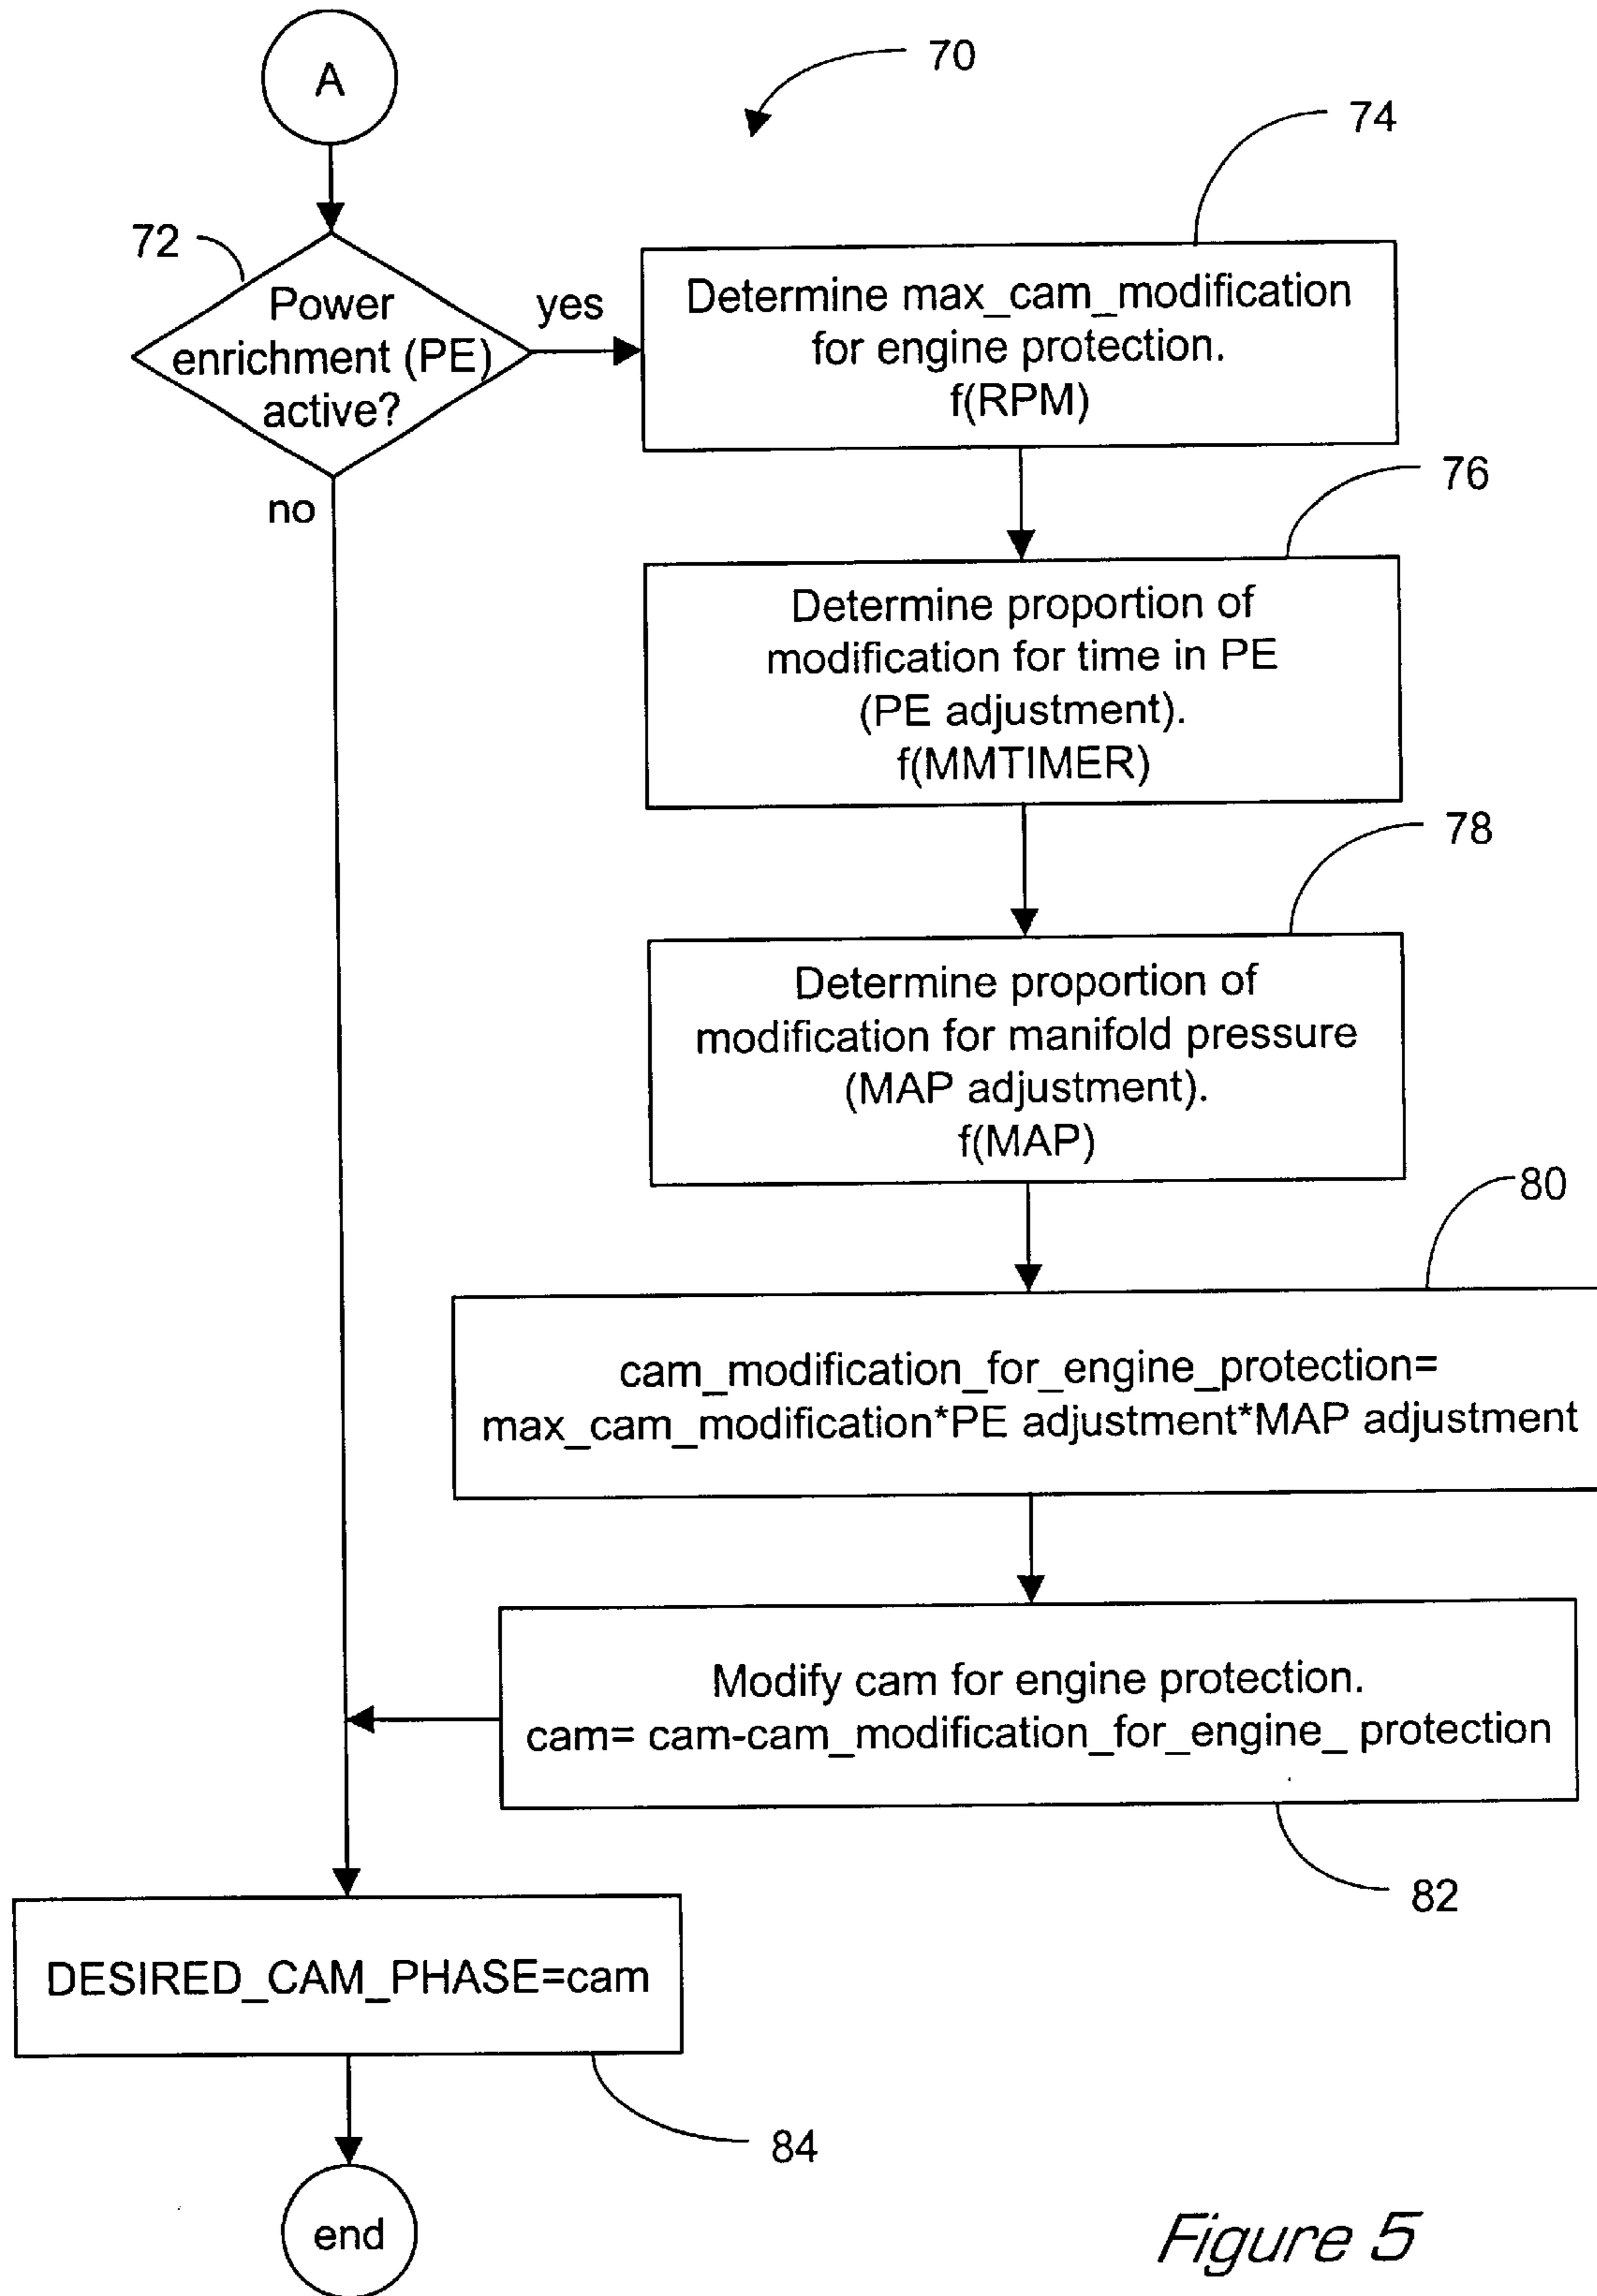 A
70
74
72
Power
enrichment (PE)
active?
yes
no
Determine max_cam_modification
for engine protection.
f(RPM)
76
Determine proportion of
modification for time in PE
(PE adjustment).
f(MMTIMER)
78
Determine proportion of
modification for manifold pressure
(MAP adjustment).
f(MAP)
80
cam_modification_for_engine_protection=
max_cam_modification*PE adjustment*MAP adjustment
Modify cam for engine protection.
cam= cam-cam_modification_for_engine_ protection
82
DESIRED_CAM_PHASE=cam
84
end
Figure 5